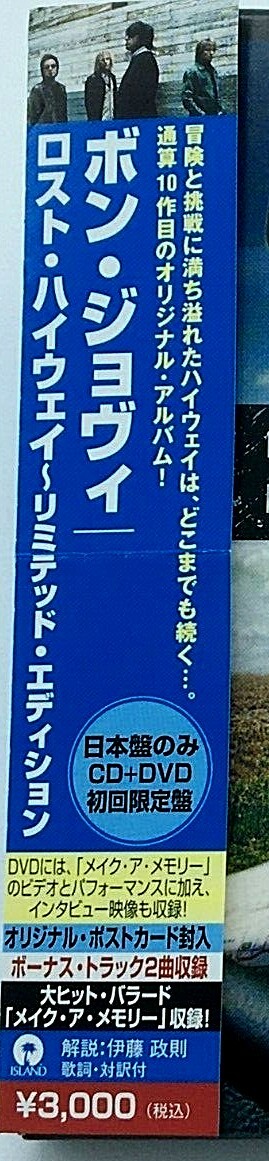 冒険と挑戦に満ち溢れたハイウェイは、どこまでも続く…。
通算10作目のオリジナル・アルバム!
ボン・ジョヴィ
ロスト・ハイウェイ〜リミテッド・エディション
日本盤のみ
CD+DVD
初回限定盤
DVDには、「メイク・ア・メモリー」
のビデオとパフォーマンスに加え、
インタビュー映像も収録!
オリジナル・ポストカード封入
ボーナス・トラック2曲収録
大ヒット・バラード
「メイク・ア・メモリー」収録!
ISLAND
解説:伊藤 政則
歌詞・対訳付
¥3,000(税込)